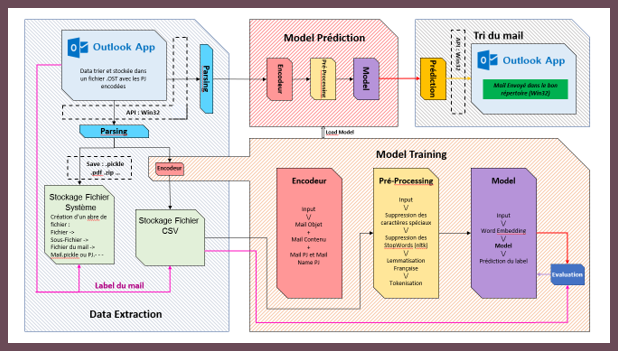 Outlook App
Data trier et stockée dans
un fichier .OST avec les PJ
encodées
API : Win32
Parsing
Parsing
Save : .pickle
.pdf .zip ...
Encodeur
Stockage Fichier
Système
Création d'un abre de
fichier :
Fichier ->
Sous-Fichier ->
Fichier du mail ->
Mail.pickle ou PJ.- - -
Stockage Fichier
CSV
Label du mail
Data Extraction
Model Prédiction
Encodeur
Pré-Processing
Model
Load Model
Tri du mail
Prédiction
API : Win32
Outlook App
Mail Envoyé dans le bon
répertoire (Win32)
Model Training
Encodeur
Input
\/
Mail Objet
+
Mail Contenu
+
Mail PJ et Mail
Name PJ
Pré-Processing
Input
\/
Suppression des
caractères spéciaux
\/
Suppression des
StopWords (nltk)
\/
Lemmatisation
Française
\/
Tokenisation
Model
Input
\/
Word Embedding
\/
Model
\/
Prédiction du label
Evaluation